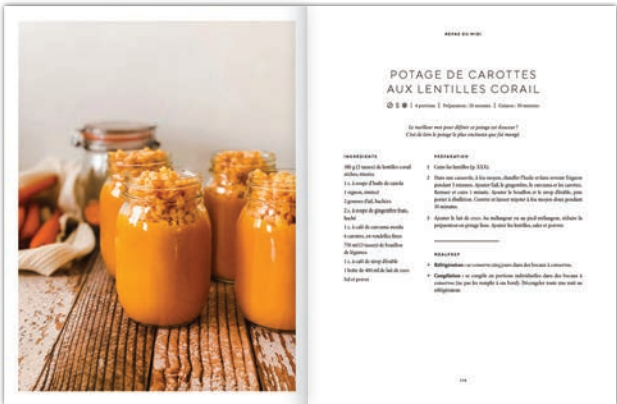 REPAS DU MIDI
POTAGE DE CAROTTES
AUX LENTILLES CORAIL
4 portions | Préparation : 20 minutes | Cuisson : 30 minutes
Le meilleur mot pour définir ce potage est douceur !
C'est de loin le potage le plus onctueux que j'ai mangé.
INGRÉDIENTS
180 g (1 tasse) de lentilles corail
sèches, rincées
1 c. à soupe d'huile de canola
1 oignon, émincé
2 gousses d'ail, hachées
2 c. à soupe de gingembre frais,
haché
1 c. à café de curcuma moulu
6 carottes, en rondelles fines
750 ml (3 tasses) de bouillon
de légumes
1 c. à café de sirop d'érable
1 boîte de 400 ml de lait de coco
Sel et poivre
PRÉPARATION
1 Cuire les lentilles (p. XXX).
2 Dans une casserole, à feu moyen, chauffer l'huile et faire revenir l'oignon
pendant 3 minutes. Ajouter l'ail, le gingembre, le curcuma et les carottes.
Remuer et cuire 1 minute. Ajouter le bouillon et le sirop d'érable, puis
porter à ébullition. Couvrir et laisser mijoter à feu moyen-doux pendant
30 minutes.
3 Ajouter le lait de coco. Au mélangeur ou au pied mélangeur, réduire la
préparation en potage lisse. Ajouter les lentilles, saler et poivrer.
MEALPREP
Réfrigération : se conserve cinq jours dans des bocaux à conserves.
Congélation : se congèle en portions individuelles dans des bocaux à
conserves (ne pas les remplir à ras bord). Décongeler toute une nuit au
réfrigérateur.